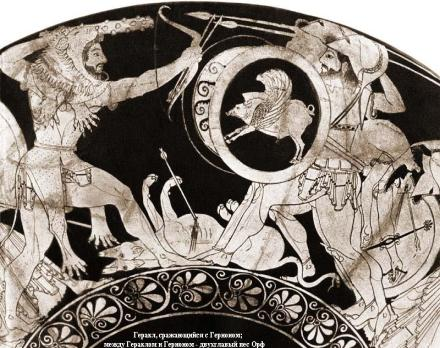 Геракл, сражающийся с Герионом;
между Гераклом и Герионом - двухглавый пес Орф